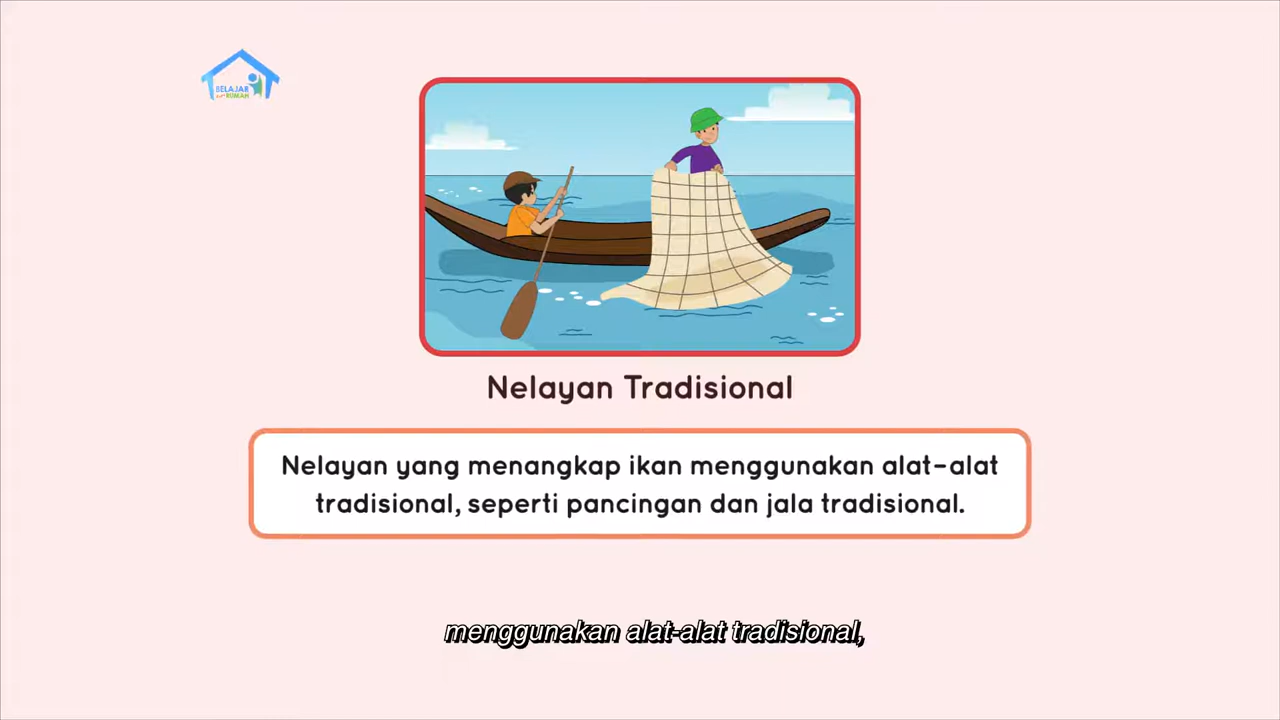 BELAJAR
dari RUMAH
Nelayan Tradisional
Nelayan yang menangkap ikan menggunakan alat-alat
tradisional, seperti pancingan dan jala tradisional.
menggunakan alat-alat tradisional,